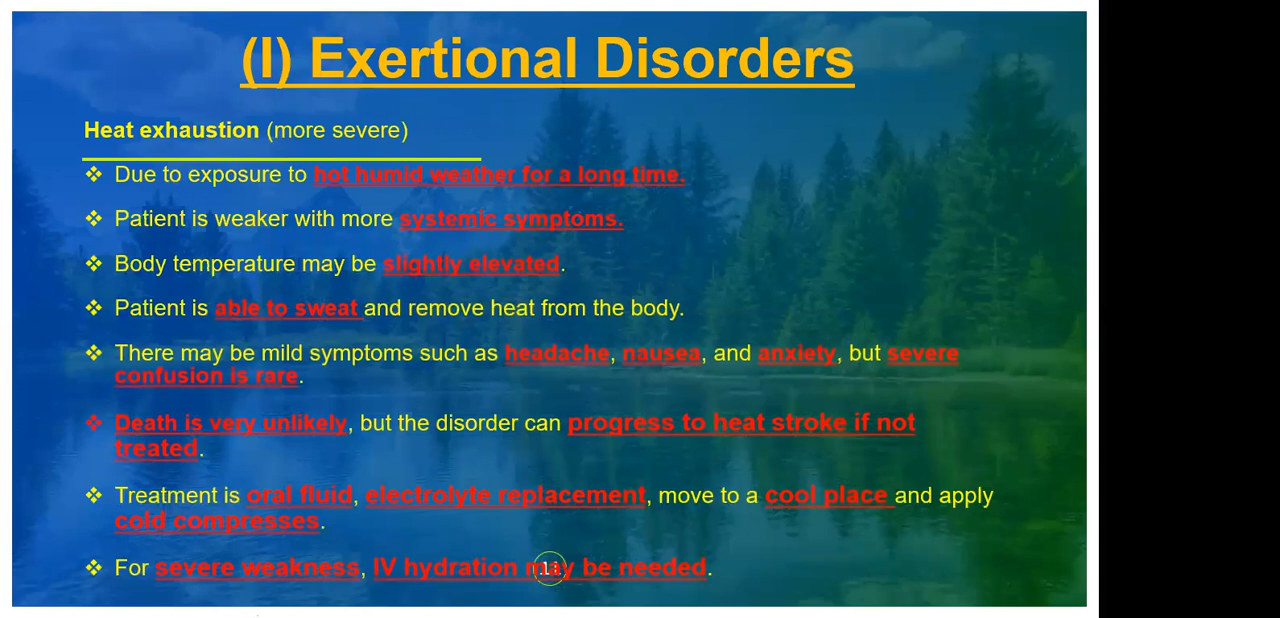 (I) Exertional Disorders
Heat exhaustion (more severe)
❖ Due to exposure to hot humid weather for a long time.
❖ Patient is weaker with more systemic symptoms.
❖ Body temperature may be slightly elevated.
❖ Patient is able to sweat and remove heat from the body.
❖ There may be mild symptoms such as headache, nausea, and anxiety, but severe
confusion is rare.
❖ Death is very unlikely, but the disorder can progress to heat stroke if not
treated.
❖ Treatment is oral fluid, electrolyte replacement, move to a cool place and apply
cold compresses.
❖ For severe weakness, IV hydration may be needed.